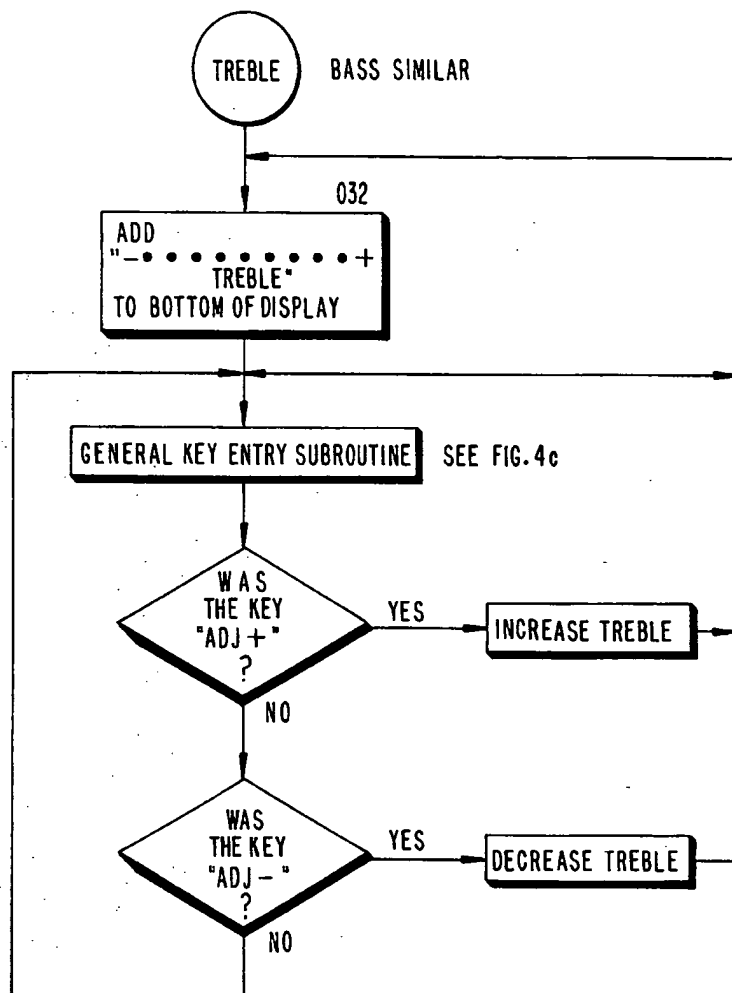 TREBLE BASS SIMILAR
032
ADD
"–• • • • • • • • •+
TREBLE"
TO BOTTOM OF DISPLAY
GENERAL KEY ENTRY SUBROUTINE SEE FIG. 4c
WAS
THE KEY
"ADJ+"
?
YES
INCREASE TREBLE
NO
WAS
THE KEY
"ADJ–"
?
YES
DECREASE TREBLE
NO